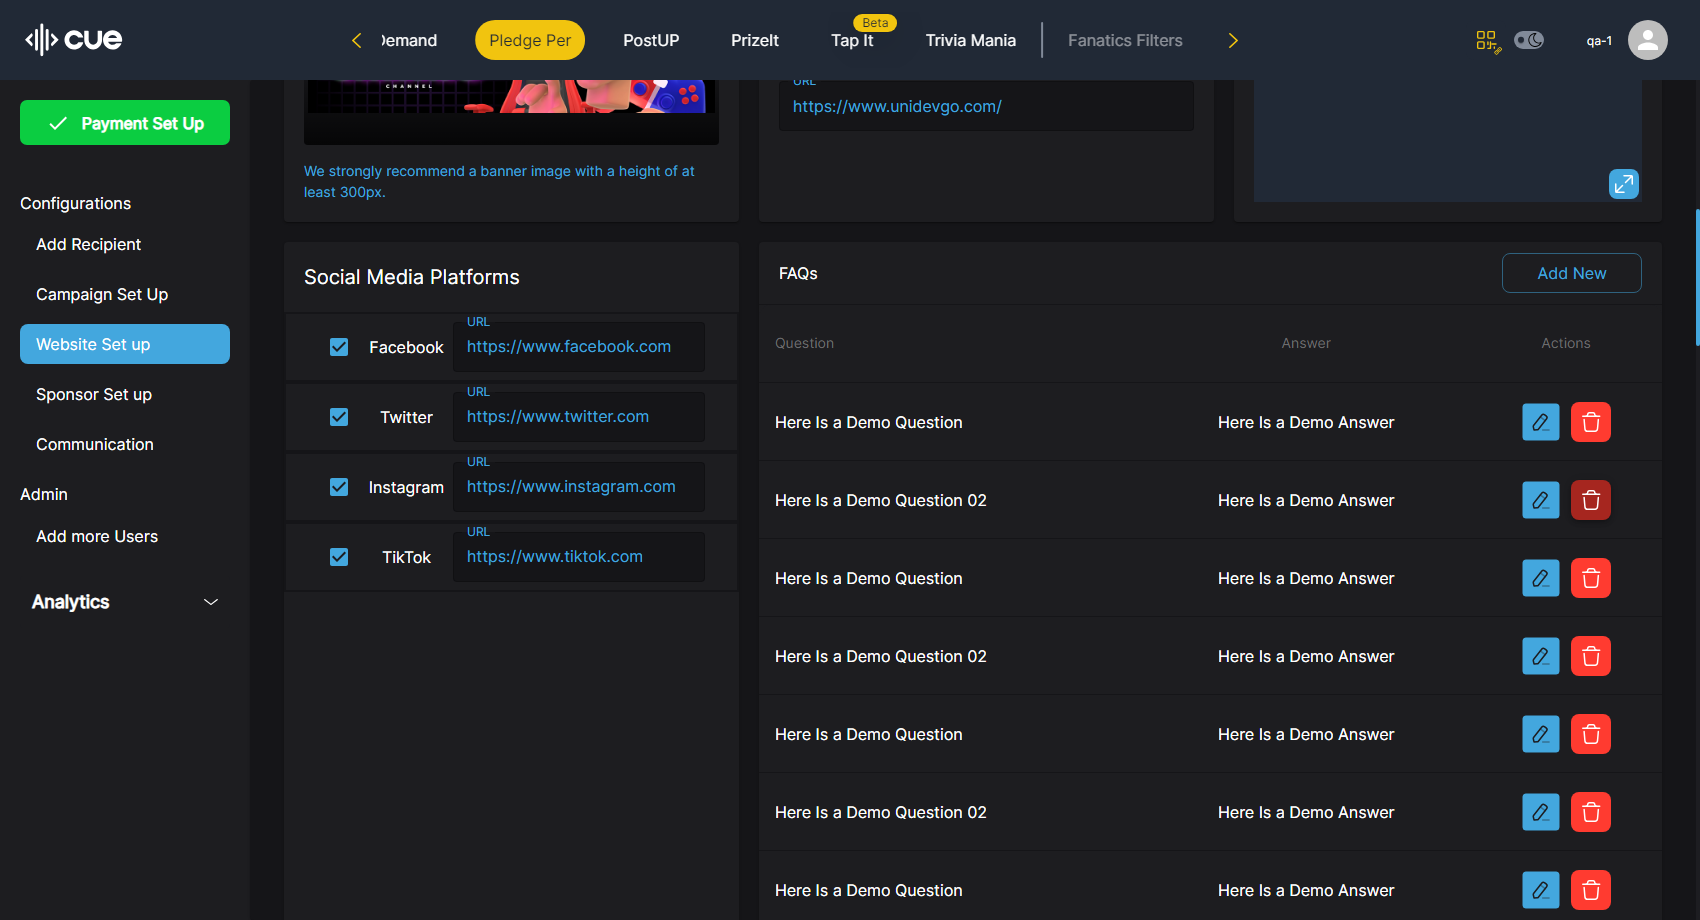 cue
Demand
Pledge Per
PostUP
PrizeIt
Beta
Tap It
Trivia Mania
Fanatics Filters
qa-1
Payment Set Up
Configurations
Add Recipient
Campaign Set Up
Website Set up
Sponsor Set up
Communication
Admin
Add more Users
Analytics
CHANNEL
We strongly recommend a banner image with a height of at
least 300px.
URL
https://www.unidevgo.com/
Social Media Platforms
Facebook
URL
https://www.facebook.com
Twitter
URL
https://www.twitter.com
Instagram
URL
https://www.instagram.com
TikTok
URL
https://www.tiktok.com
FAQs
Add New
Question Answer Actions
Here Is a Demo Question Here Is a Demo Answer
Here Is a Demo Question 02 Here Is a Demo Answer
Here Is a Demo Question Here Is a Demo Answer
Here Is a Demo Question 02 Here Is a Demo Answer
Here Is a Demo Question Here Is a Demo Answer
Here Is a Demo Question 02 Here Is a Demo Answer
Here Is a Demo Question Here Is a Demo Answer